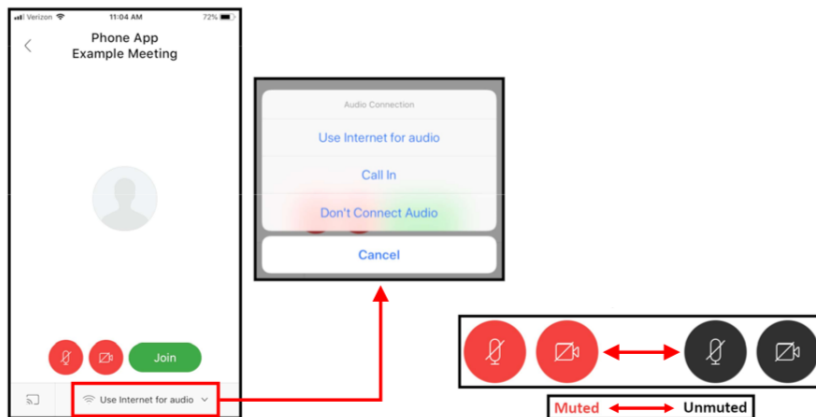 Verizon 11:04 AM 72%
Phone App
Example Meeting
Join
Use Internet for audio
Audio Connection
Use Internet for audio
Call In
Don't Connect Audio
Cancel
Muted Unmuted